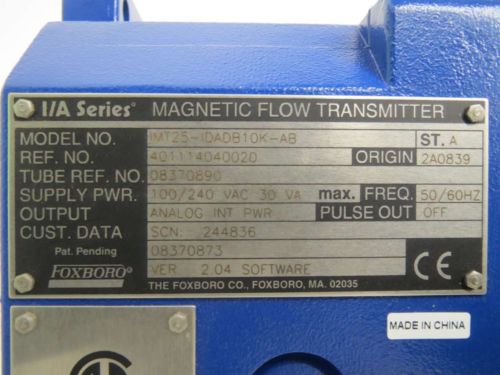 I/A Series® MAGNETIC FLOW TRANSMITTER
MODEL NO. IMT25-IDADB10K-AB ST. A
REF. NO. 401114040020 ORIGIN 2A0839
TUBE REF. NO. 08370890
SUPPLY PWR. 100/240 VAC 30 VA max. FREQ. 50/60HZ
OUTPUT ANALOG INT PWR PULSE OUT OFF
CUST. DATA SCN: 244836
Pat. Pending 08370873
FOXBORO® VER 2.04 SOFTWARE
CE
THE FOXBORO CO., FOXBORO, MA. 02035
MADE IN CHINA